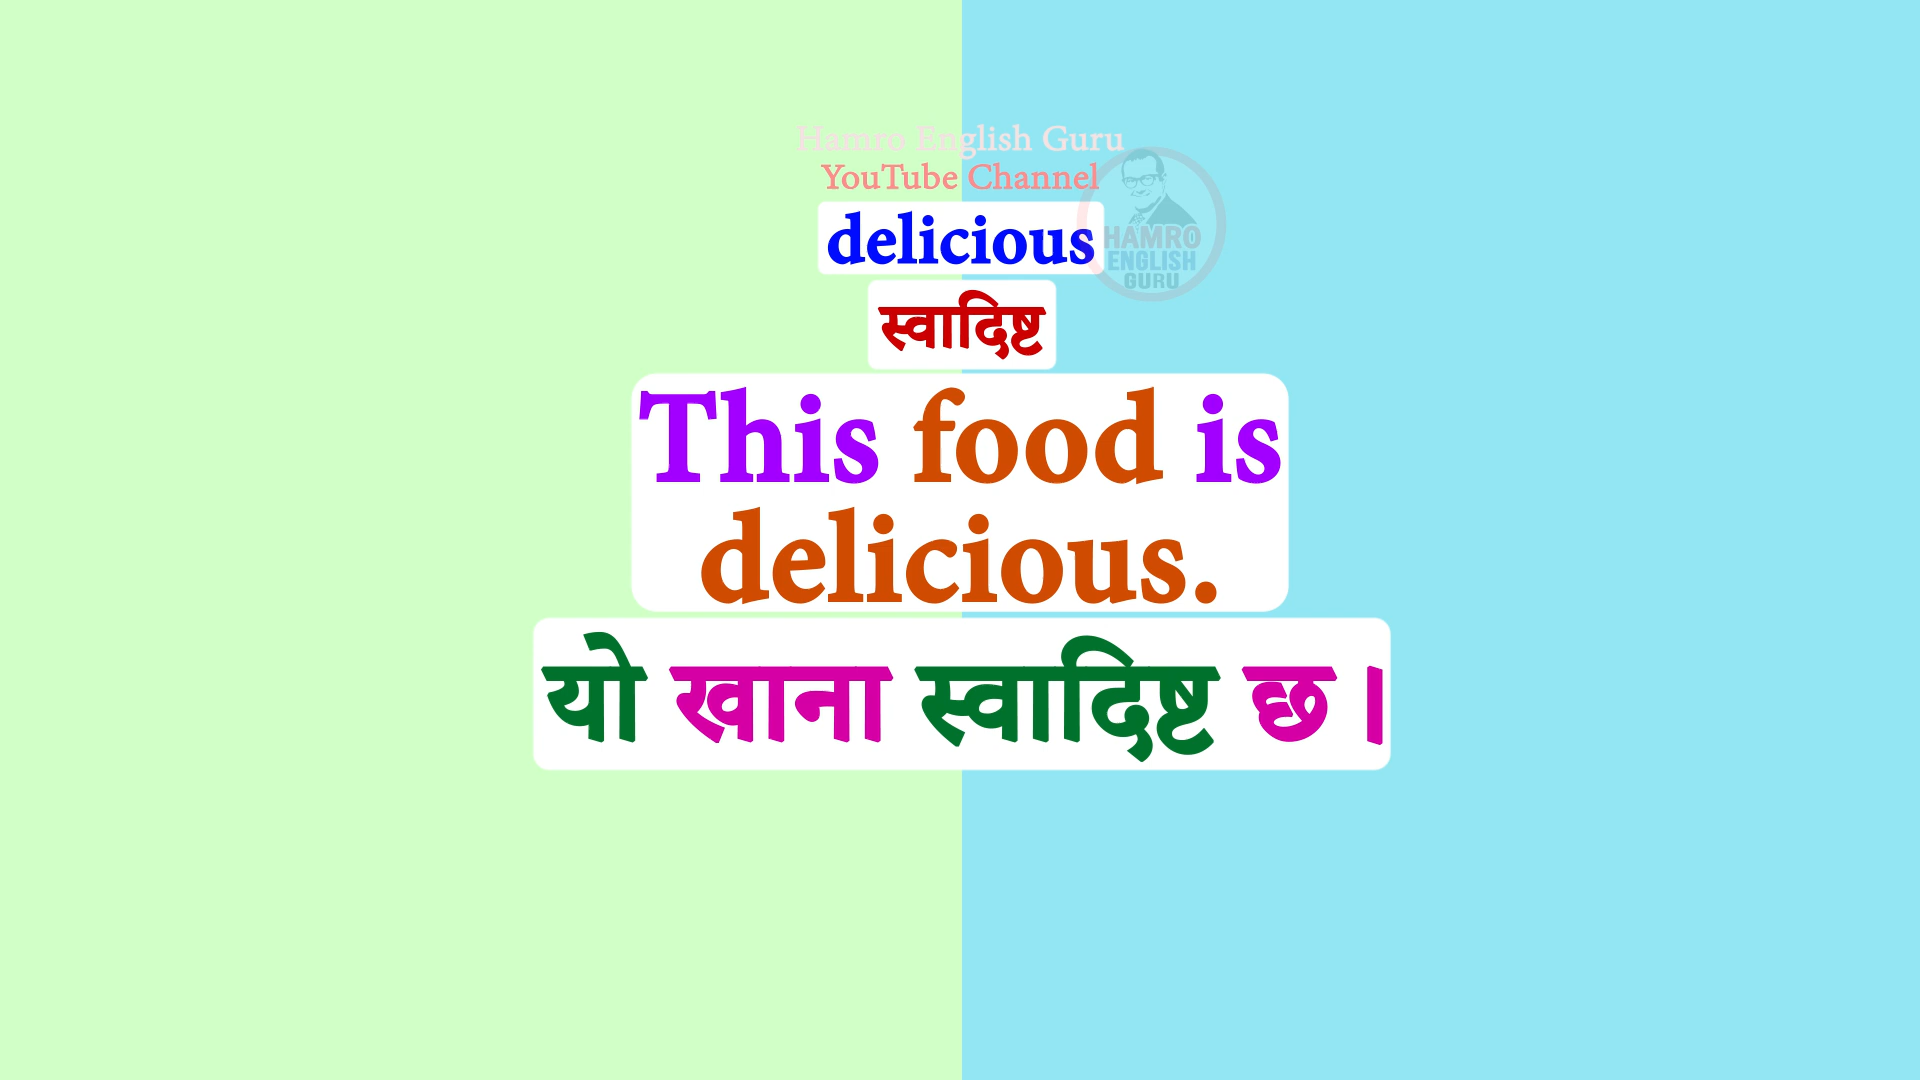 Hamro English Guru
YouTube Channel
delicious
HAMRO
ENGLISH
GURU
स्वादिष्ट
This food is
delicious.
यो खाना स्वादिष्ट छ ।